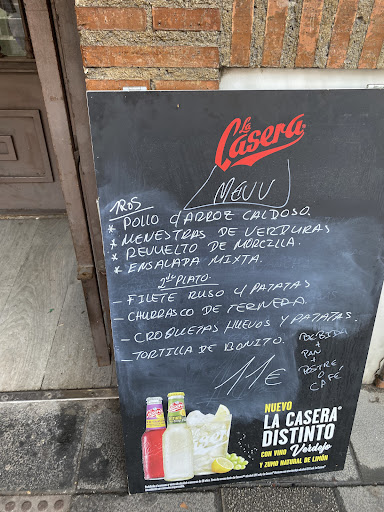 La
Casera
MENU
1ROS
* POLLO Y ARROZ CALDOSO.
* MENESTRAS DE VERDURAS
* REVUELTO DE MORCILLA.
* ENSALADA MIXTA.
2do PLATO
- FILETE RUSO Y PATATAS
- CHURRASCO DE TERNERA.
- CROQUETAS HUEVOS Y PATATAS.
- TORTILLA DE BONITO.
11€
BEBIDA
+
PAN
+
POSTRE
O
CAFÉ
NUEVO
LA CASERA®
DISTINTO
CON VINO Verdejo
Y ZUMO NATURAL DE LIMÓN